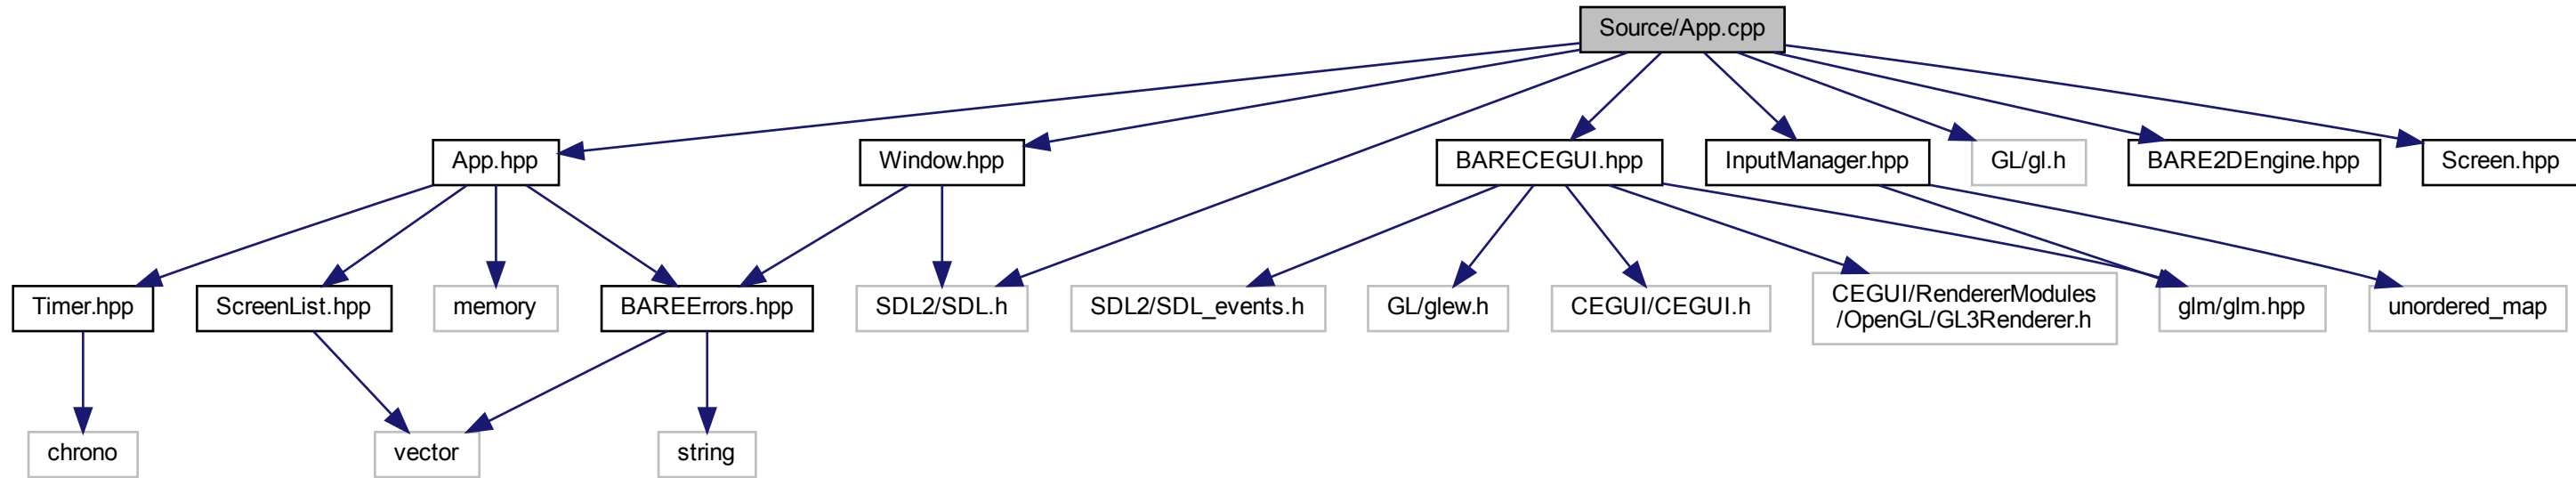 Source/App.cpp
App.hpp
Window.hpp
BARECEGUI.hpp
InputManager.hpp
GL/gl.h
BARE2DEngine.hpp
Screen.hpp
Timer.hpp
ScreenList.hpp
memory
BAREErrors.hpp
SDL2/SDL.h
SDL2/SDL_events.h
GL/glew.h
CEGUI/CEGUI.h
CEGUI/RendererModules
/OpenGL/GL3Renderer.h
glm/glm.hpp
unordered_map
chrono
vector
string